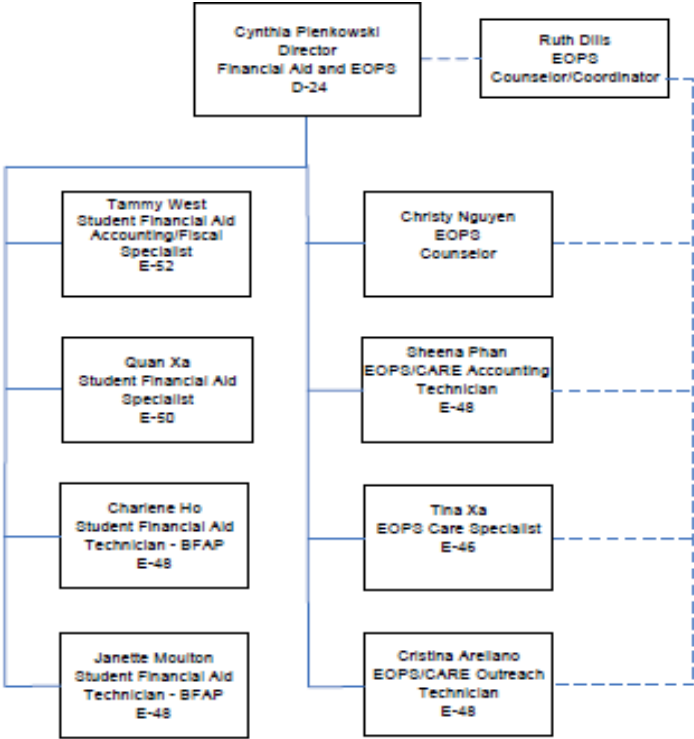 Cynthia Pienkowski
Director
Financial Aid and EOPS
D-24
Ruth Dills
EOPS
Counselor/Coordinator
Tammy West
Student Financial Aid
Accounting/Fiscal
Specialist
E-52
Christy Nguyen
EOPS
Counselor
Quan Xa
Student Financial Aid
Specialist
E-50
Sheena Phan
EOPS/CARE Accounting
Technician
E-48
Charlene Ho
Student Financial Aid
Technician - BFAP
E-48
Tina Xa
EOPS Care Specialist
E-46
Janette Moulton
Student Financial Aid
Technician - BFAP
E-48
Cristina Arellano
EOPS/CARE Outreach
Technician
E-48